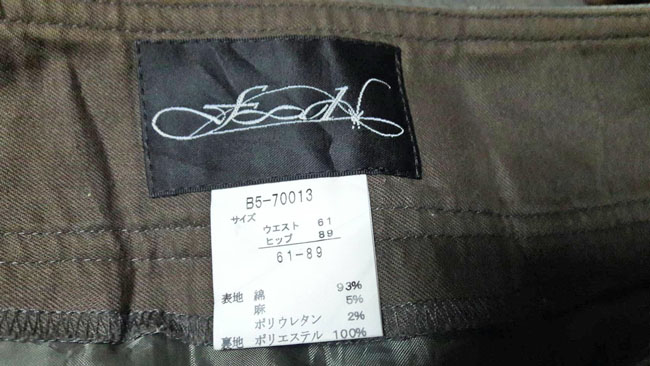 B5-70013
サイズ
ウエスト 61
ヒップ 89
61-89
表地 綿 93%
麻 5%
ポリウレタン 2%
裏地 ポリエステル 100%